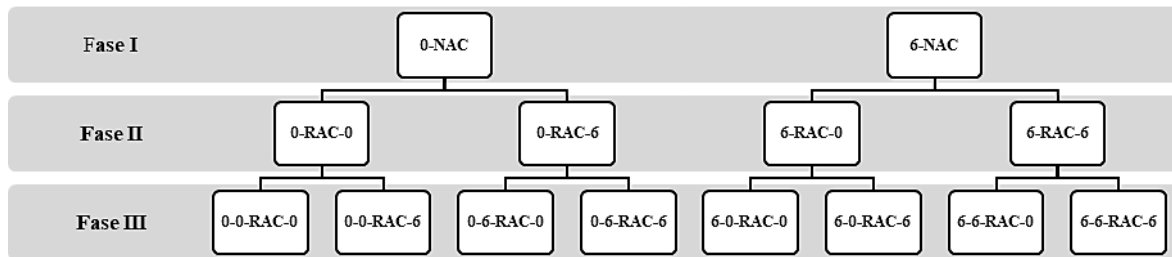 Fase I
0-NAC
6-NAC
Fase II
0-RAC-0
0-RAC-6
6-RAC-0
6-RAC-6
Fase III
0-0-RAC-0
0-0-RAC-6
0-6-RAC-0
0-6-RAC-6
6-0-RAC-0
6-0-RAC-6
6-6-RAC-0
6-6-RAC-6